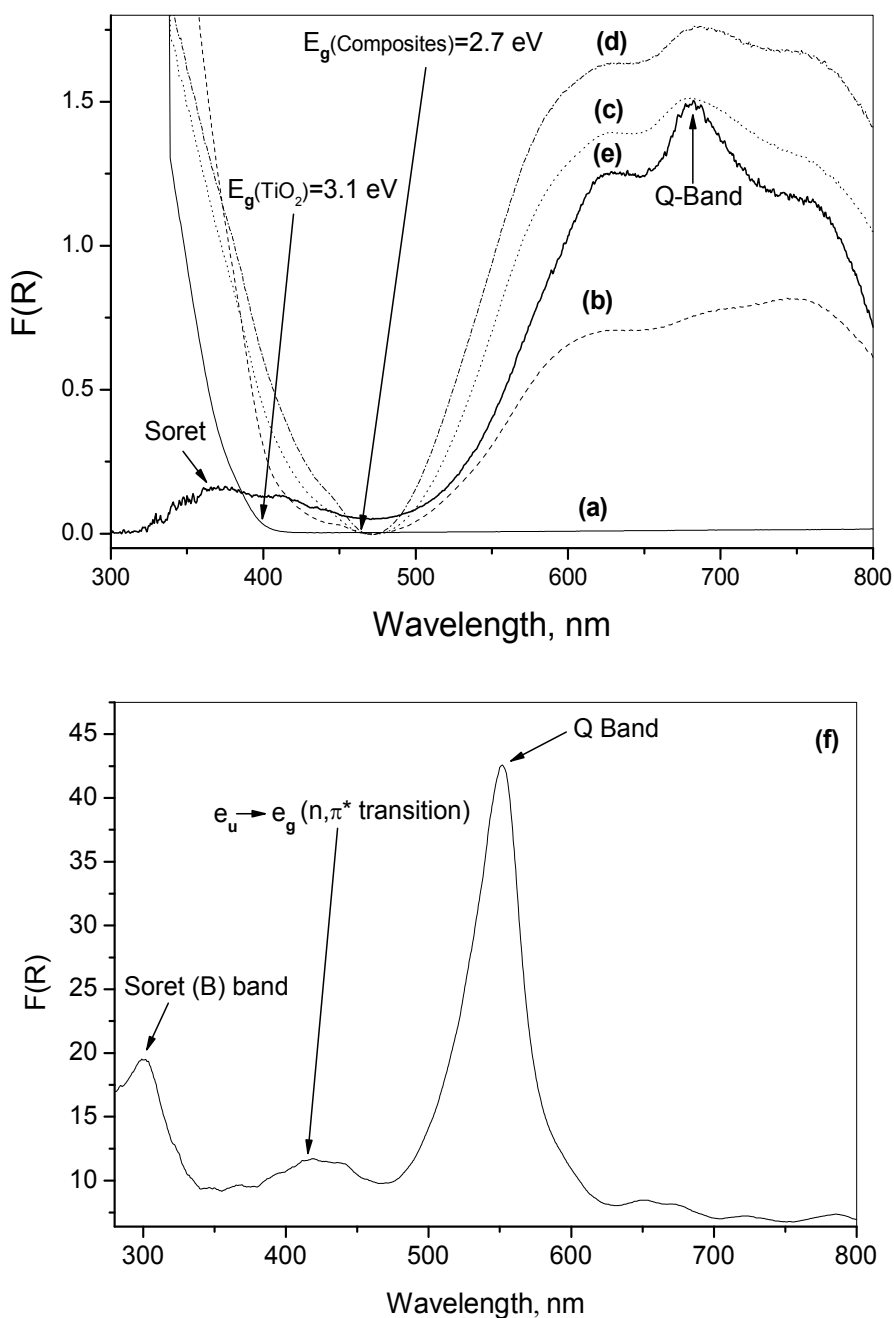 E_g(Composites)=2.7 eV
(d)
1.5
(c)
(e)
E_g(TiO₂)=3.1 eV
Q-Band
1.0
F(R)
(b)
0.5
Soret
(a)
0.0
300 400 500 600 700 800
Wavelength, nm
45
Q Band
(f)
40
e_u → e_g (n,π* transition)
35
30
F(R)
25
Soret (B) band
20
15
10
300 400 500 600 700 800
Wavelength, nm